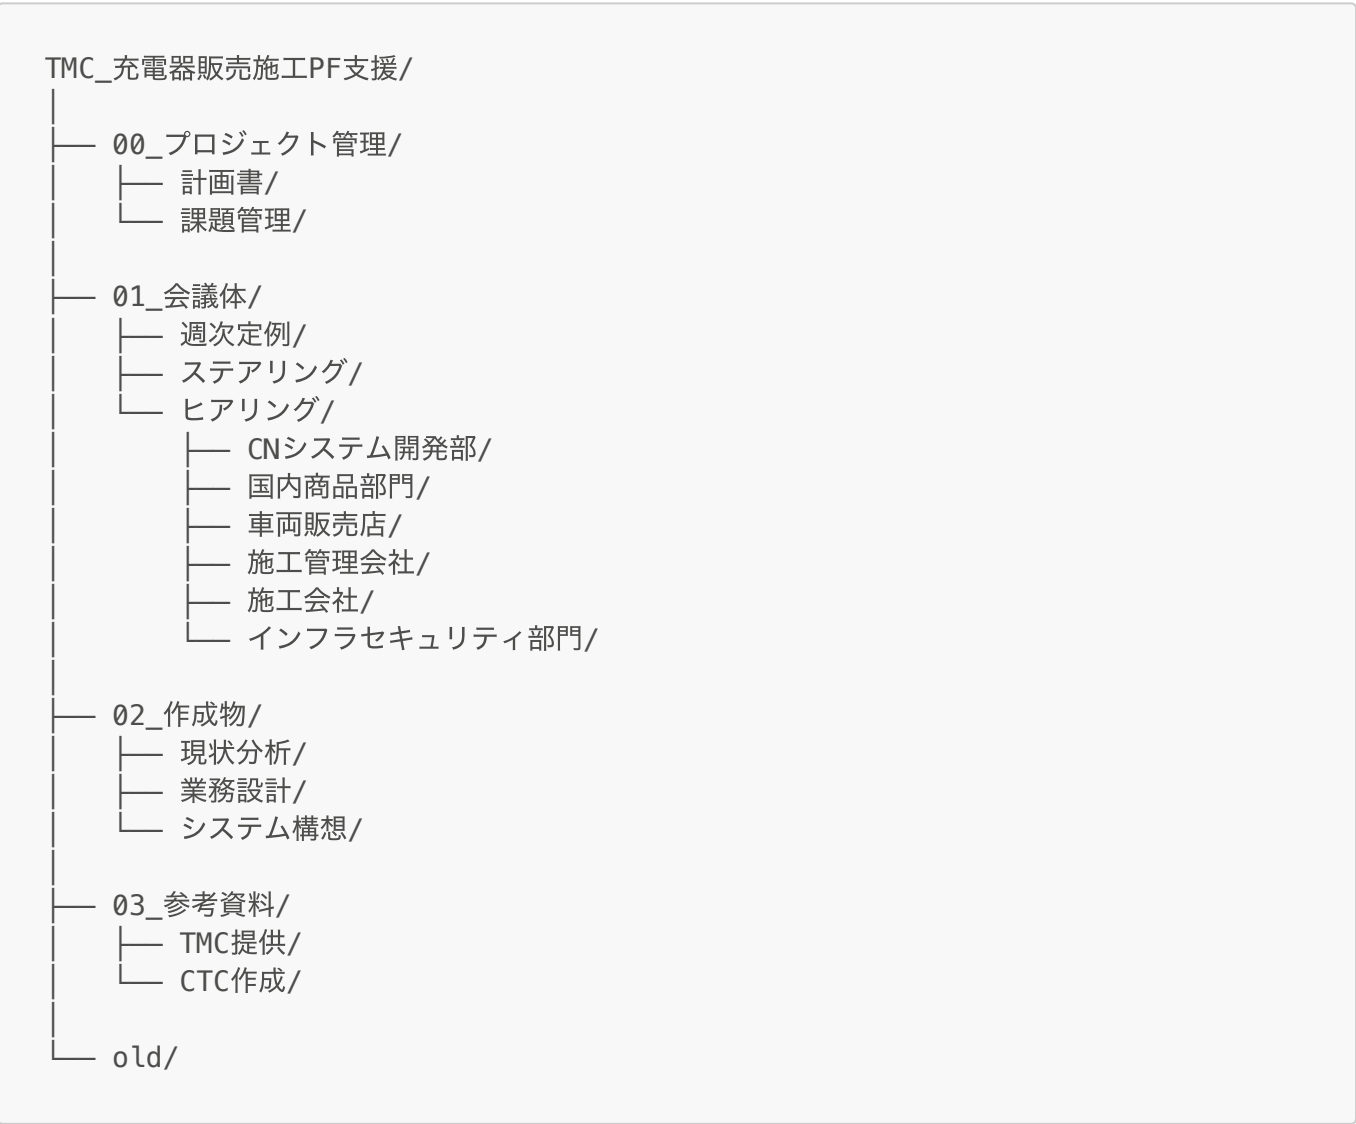 TMC_充電器販売施工PF支援/
│
├── 00_プロジェクト管理/
│   ├── 計画書/
│   └── 課題管理/
│
├── 01_会議体/
│   ├── 週次定例/
│   ├── ステアリング/
│   └── ヒアリング/
│       ├── CNシステム開発部/
│       ├── 国内商品部門/
│       ├── 車両販売店/
│       ├── 施工管理会社/
│       ├── 施工会社/
│       └── インフラセキュリティ部門/
│
├── 02_作成物/
│   ├── 現状分析/
│   ├── 業務設計/
│   └── システム構想/
│
├── 03_参考資料/
│   ├── TMC提供/
│   └── CTC作成/
│
└── old/